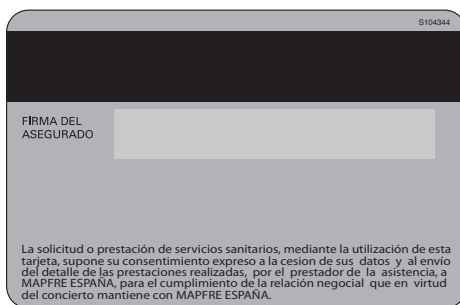 S104344
FIRMA DEL
ASEGURADO
La solicitud o prestación de servicios sanitarios, mediante la utilización de esta
tarjeta, supone su consentimiento expreso a la cesion de sus datos y al envío
del detalle de las prestaciones realizadas, por el prestador de la asistencia, a
MAPFRE ESPAÑA, para el cumplimiento de la relación negocial que en virtud
del concierto mantiene con MAPFRE ESPAÑA.